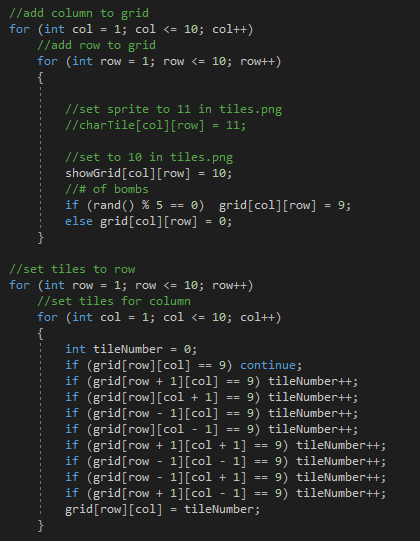 //add column to grid
for (int col = 1; col <= 10; col++)
//add row to grid
for (int row = 1; row <= 10; row++)
{
//set sprite to 11 in tiles.png
//charTile[col][row] = 11;
//set to 10 in tiles.png
showGrid[col][row] = 10;
//# of bombs
if (rand() % 5 == 0)  grid[col][row] = 9;
else grid[col][row] = 0;
}
//set tiles to row
for (int row = 1; row <= 10; row++)
//set tiles for column
for (int col = 1; col <= 10; col++)
{
int tileNumber = 0;
if (grid[row][col] == 9) continue;
if (grid[row + 1][col] == 9) tileNumber++;
if (grid[row][col + 1] == 9) tileNumber++;
if (grid[row - 1][col] == 9) tileNumber++;
if (grid[row][col - 1] == 9) tileNumber++;
if (grid[row + 1][col + 1] == 9) tileNumber++;
if (grid[row - 1][col - 1] == 9) tileNumber++;
if (grid[row - 1][col + 1] == 9) tileNumber++;
if (grid[row + 1][col - 1] == 9) tileNumber++;
grid[row][col] = tileNumber;
}